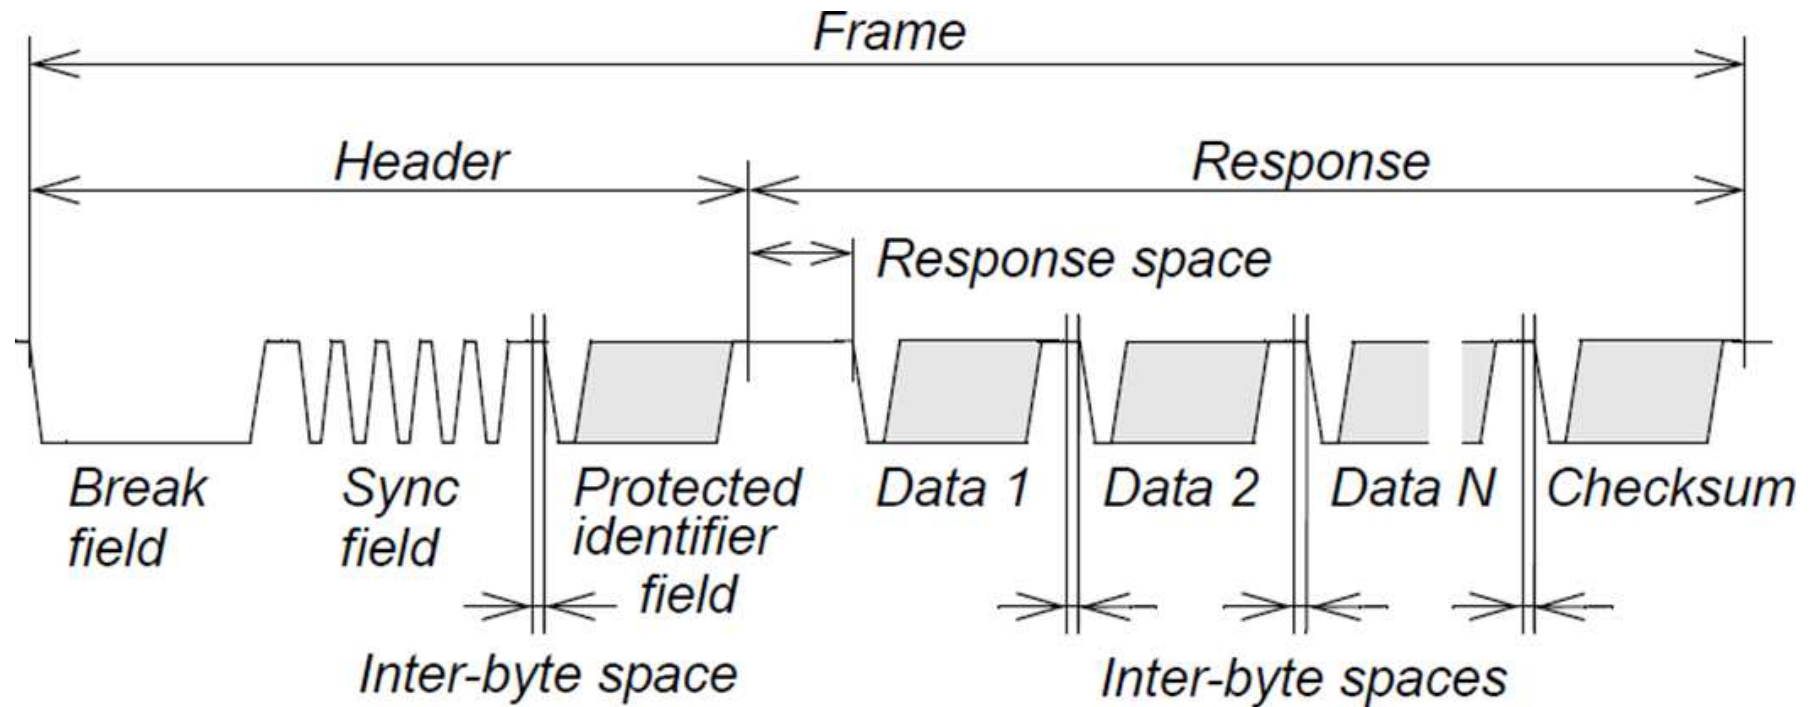 Frame
Header
Response
Response space
Break
field
Sync
field
Protected
identifier
field
Data 1
Data 2
Data N
Checksum
Inter-byte space
Inter-byte spaces